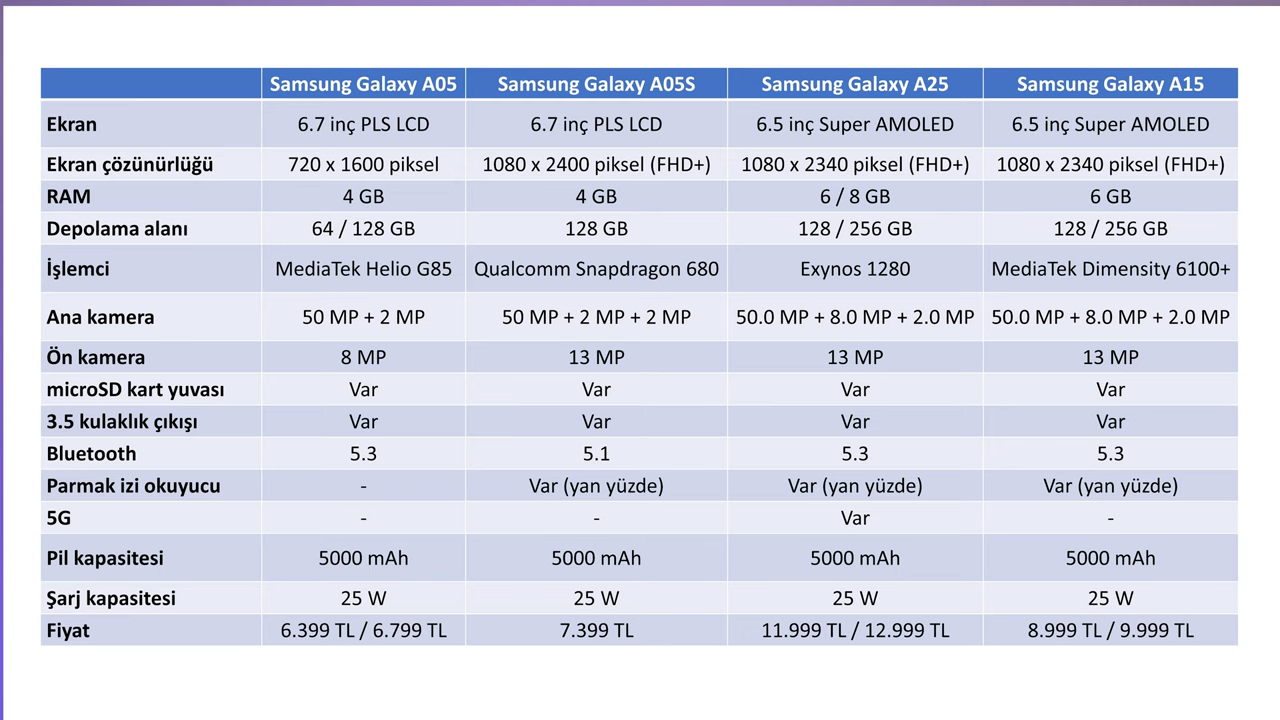 Samsung Galaxy A05 Samsung Galaxy A05S Samsung Galaxy A25 Samsung Galaxy A15
Ekran 6.7 inç PLS LCD 6.7 inç PLS LCD 6.5 inç Super AMOLED 6.5 inç Super AMOLED
Ekran çözünürlüğü 720 x 1600 piksel 1080 x 2400 piksel (FHD+) 1080 x 2340 piksel (FHD+) 1080 x 2340 piksel (FHD+)
RAM 4 GB 4 GB 6 / 8 GB 6 GB
Depolama alanı 64 / 128 GB 128 GB 128 / 256 GB 128 / 256 GB
İşlemci MediaTek Helio G85 Qualcomm Snapdragon 680 Exynos 1280 MediaTek Dimensity 6100+
Ana kamera 50 MP + 2 MP 50 MP + 2 MP + 2 MP 50.0 MP + 8.0 MP + 2.0 MP 50.0 MP + 8.0 MP + 2.0 MP
Ön kamera 8 MP 13 MP 13 MP 13 MP
microSD kart yuvası Var Var Var Var
3.5 kulaklık çıkışı Var Var Var Var
Bluetooth 5.3 5.1 5.3 5.3
Parmak izi okuyucu - Var (yan yüzde) Var (yan yüzde) Var (yan yüzde)
5G - - Var -
Pil kapasitesi 5000 mAh 5000 mAh 5000 mAh 5000 mAh
Şarj kapasitesi 25 W 25 W 25 W 25 W
Fiyat 6.399 TL / 6.799 TL 7.399 TL 11.999 TL / 12.999 TL 8.999 TL / 9.999 TL